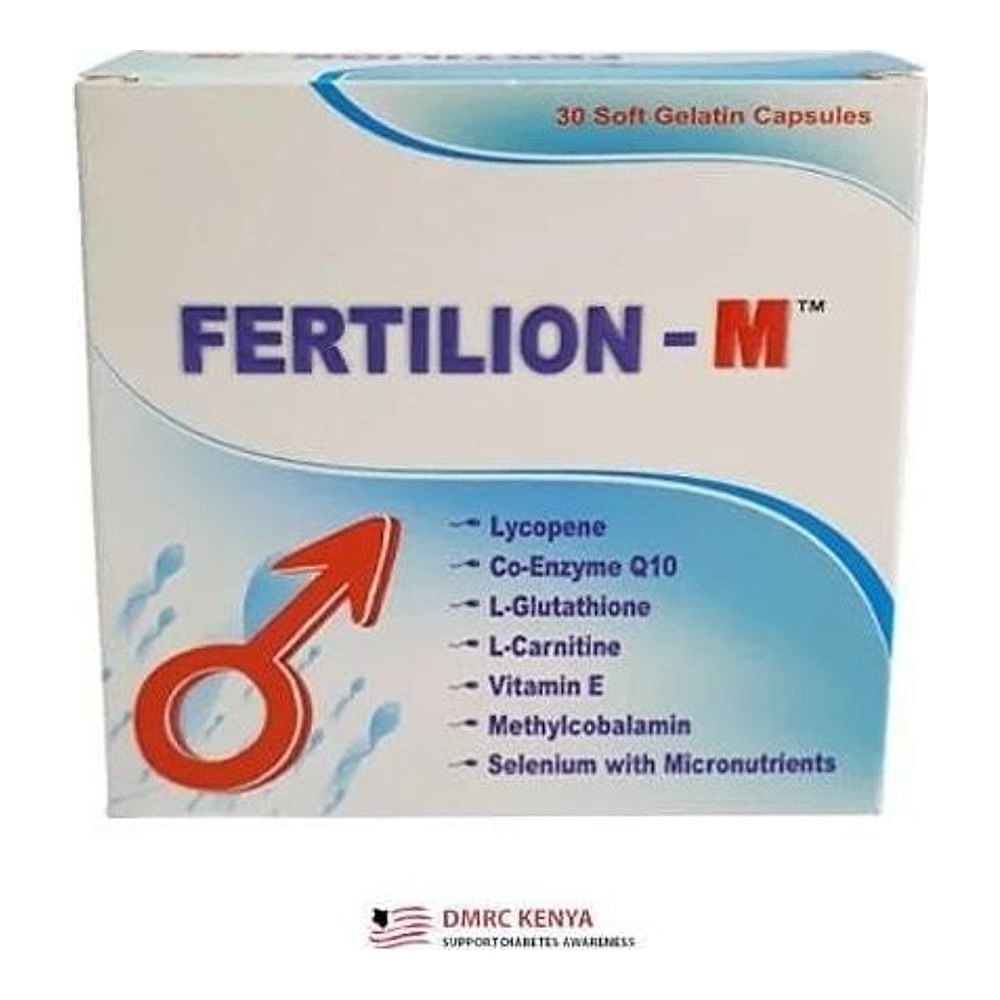 30 Soft Gelatin Capsules
FERTILION - M™
Lycopene
Co-Enzyme Q10
L-Glutathione
L-Carnitine
Vitamin E
Methylcobalamin
Selenium with Micronutrients
DMRC KENYA
SUPPORT DIABETES AWARENESS